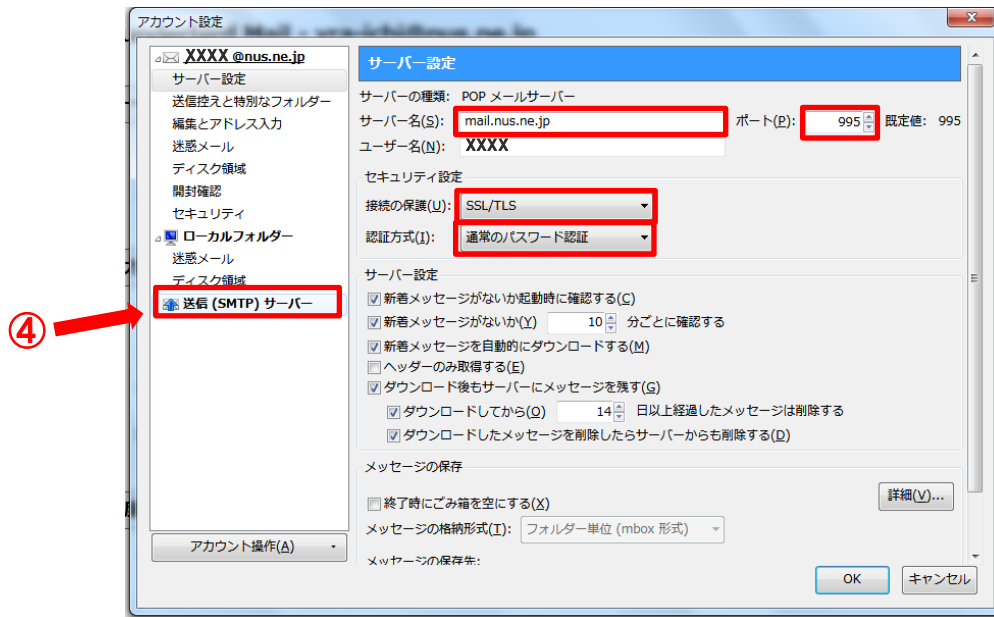 アカウント設定
XXXX @nus.ne.jp
サーバー設定
送信控えと特別なフォルダー
編集とアドレス入力
迷惑メール
ディスク領域
開封確認
セキュリティ
ローカルフォルダー
迷惑メール
ディスク領域
送信 (SMTP) サーバー
④
アカウント操作(A)
サーバー設定
サーバーの種類: POP メールサーバー
サーバー名(S): mail.nus.ne.jp ポート(P): 995 既定値: 995
ユーザー名(N): XXXX
セキュリティ設定
接続の保護(U): SSL/TLS
認証方式(I): 通常のパスワード認証
サーバー設定
新着メッセージがないか起動時に確認する(C)
新着メッセージがないか(Y) 10 分ごとに確認する
新着メッセージを自動的にダウンロードする(M)
ヘッダーのみ取得する(E)
ダウンロード後もサーバーにメッセージを残す(G)
ダウンロードしてから(O) 14 日以上経過したメッセージは削除する
ダウンロードしたメッセージを削除したらサーバーからも削除する(D)
メッセージの保存
詳細(V)...
終了時にごみ箱を空にする(X)
メッセージの格納形式(T): フォルダー単位 (mbox 形式)
メッセージの保存先:
OK
キャンセル